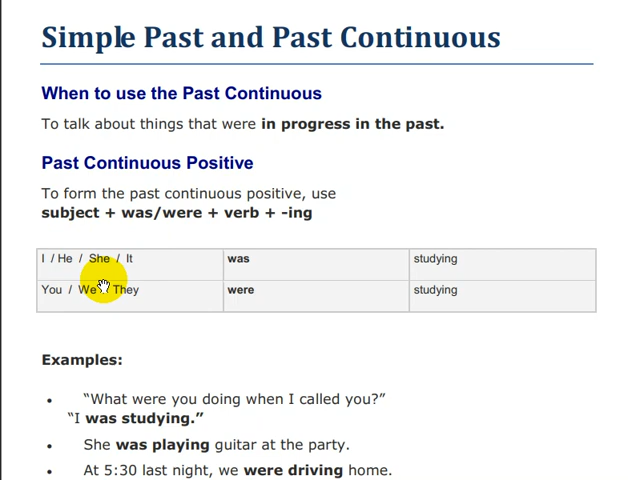 Simple Past and Past Continuous
When to use the Past Continuous
To talk about things that were in progress in the past.
Past Continuous Positive
To form the past continuous positive, use
subject + was/were + verb + -ing
I / He / She / It was studying
You / We / They were studying
Examples:
• “What were you doing when I called you?”
“I was studying.”
• She was playing guitar at the party.
• At 5:30 last night, we were driving home.